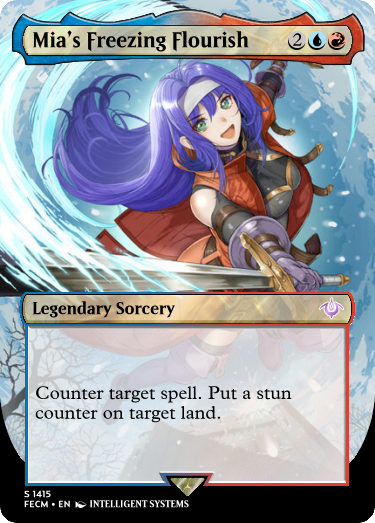 Mia's Freezing Flourish 2
Legendary Sorcery
Counter target spell. Put a stun
counter on target land.
S 1415
FECM • EN INTELLIGENT SYSTEMS